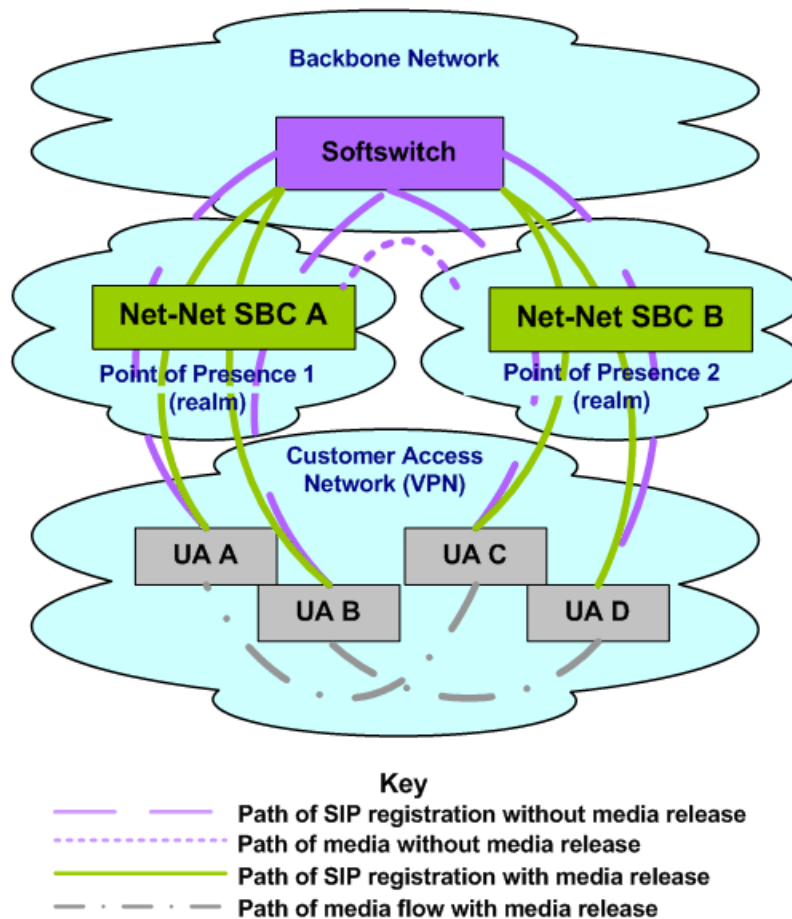 Backbone Network
Softswitch
Net-Net SBC A
Net-Net SBC B
Point of Presence 1
(realm)
Point of Presence 2
(realm)
Customer Access
Network (VPN)
UA A
UA C
UA B
UA D
Key
Path of SIP registration without media release
Path of media without media release
Path of SIP registration with media release
Path of media flow with media release